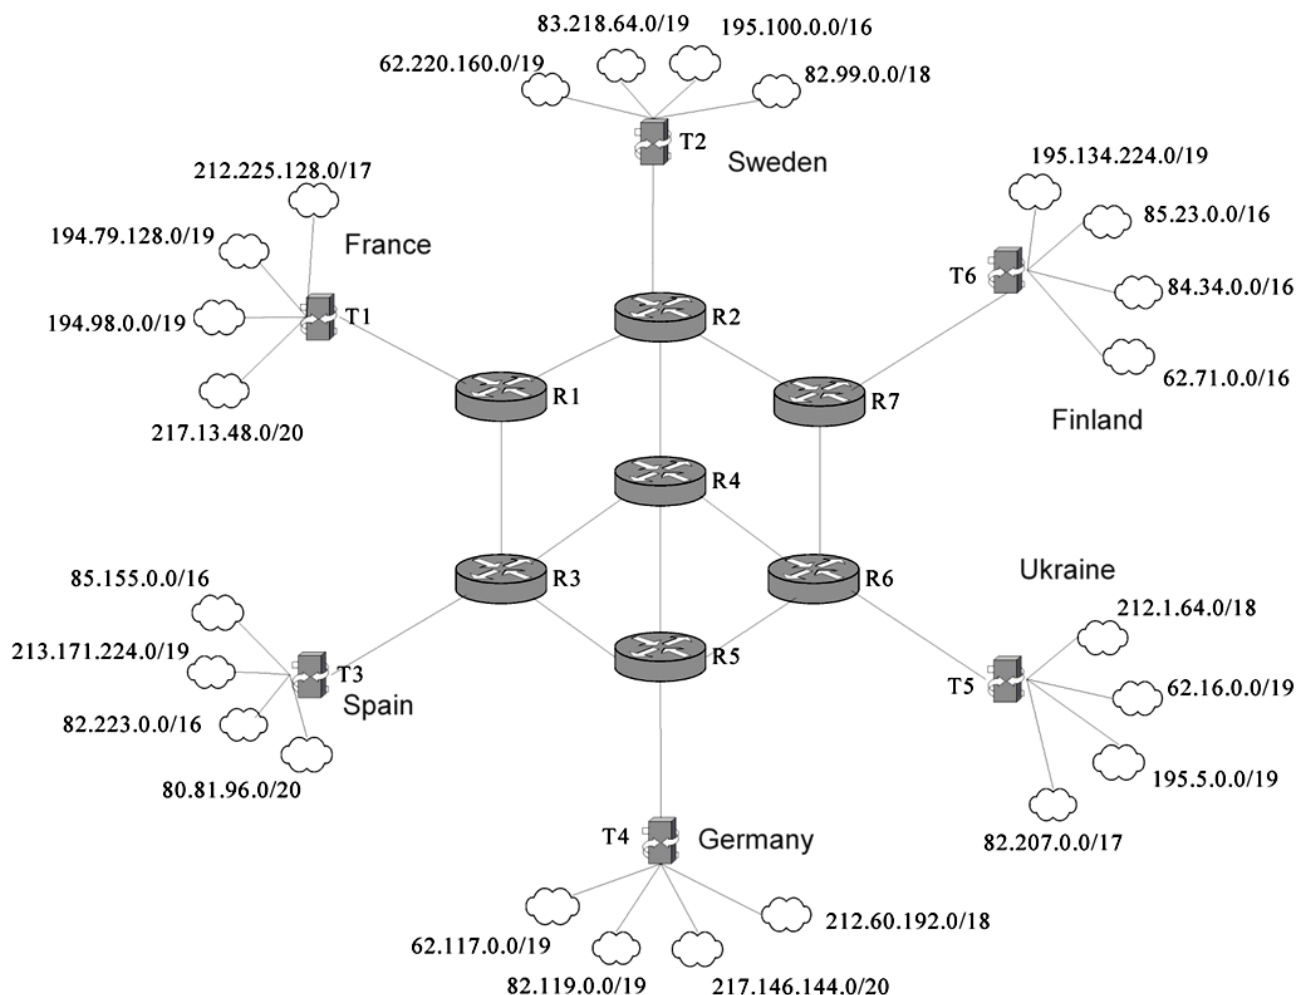 83.218.64.0/19
195.100.0.0/16
62.220.160.0/19
82.99.0.0/18
T2
Sweden
195.134.224.0/19
212.225.128.0/17
85.23.0.0/16
194.79.128.0/19
France
T6
84.34.0.0/16
194.98.0.0/19
T1
R2
62.71.0.0/16
R1
R7
Finland
217.13.48.0/20
R4
Ukraine
85.155.0.0/16
R3
R6
212.1.64.0/18
213.171.224.0/19
T3
R5
T5
62.16.0.0/19
Spain
82.223.0.0/16
195.5.0.0/19
80.81.96.0/20
T4
Germany
82.207.0.0/17
212.60.192.0/18
62.117.0.0/19
82.119.0.0/19
217.146.144.0/20